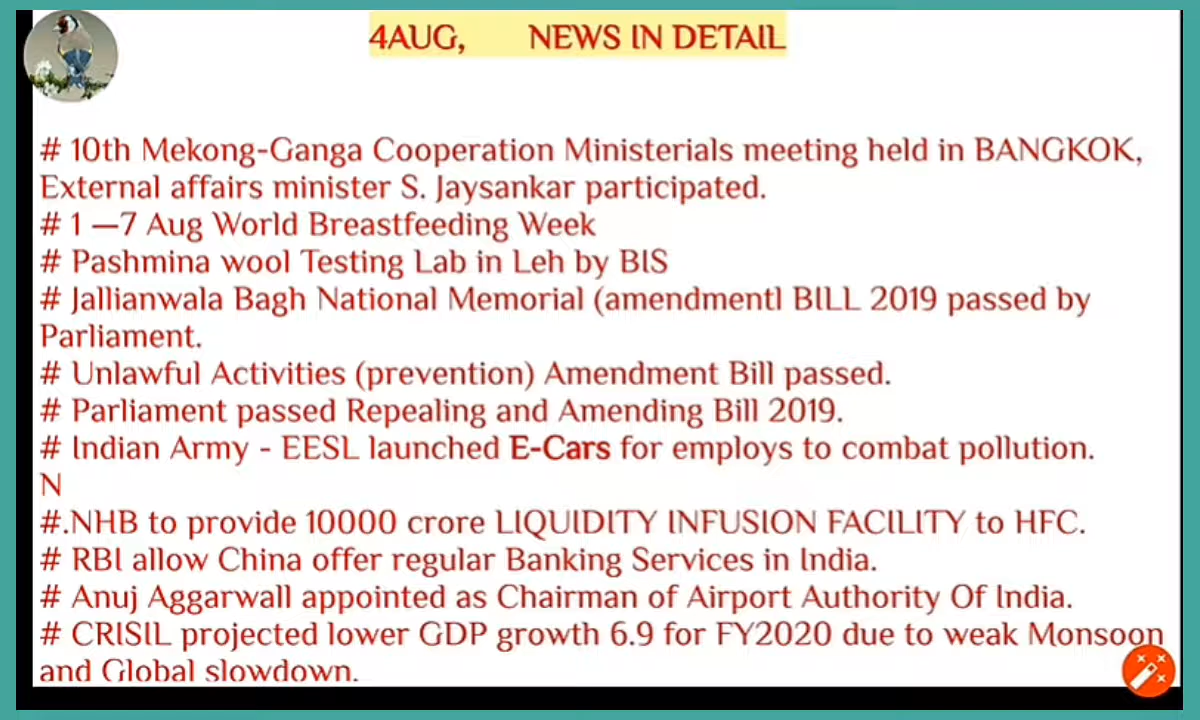 4AUG, NEWS IN DETAIL
# 10th Mekong-Ganga Cooperation Ministerials meeting held in BANGKOK,
External affairs minister S. Jaysankar participated.
# 1 —7 Aug World Breastfeeding Week
# Pashmina wool Testing Lab in Leh by BIS
# Jallianwala Bagh National Memorial (amendmentl BILL 2019 passed by
Parliament.
# Unlawful Activities (prevention) Amendment Bill passed.
# Parliament passed Repealing and Amending Bill 2019.
# Indian Army - EESL launched E-Cars for employs to combat pollution.
N
#.NHB to provide 10000 crore LIQUIDITY INFUSION FACILITY to HFC.
# RBI allow China offer regular Banking Services in India.
# Anuj Aggarwall appointed as Chairman of Airport Authority Of India.
# CRISIL projected lower GDP growth 6.9 for FY2020 due to weak Monsoon
and Global slowdown.